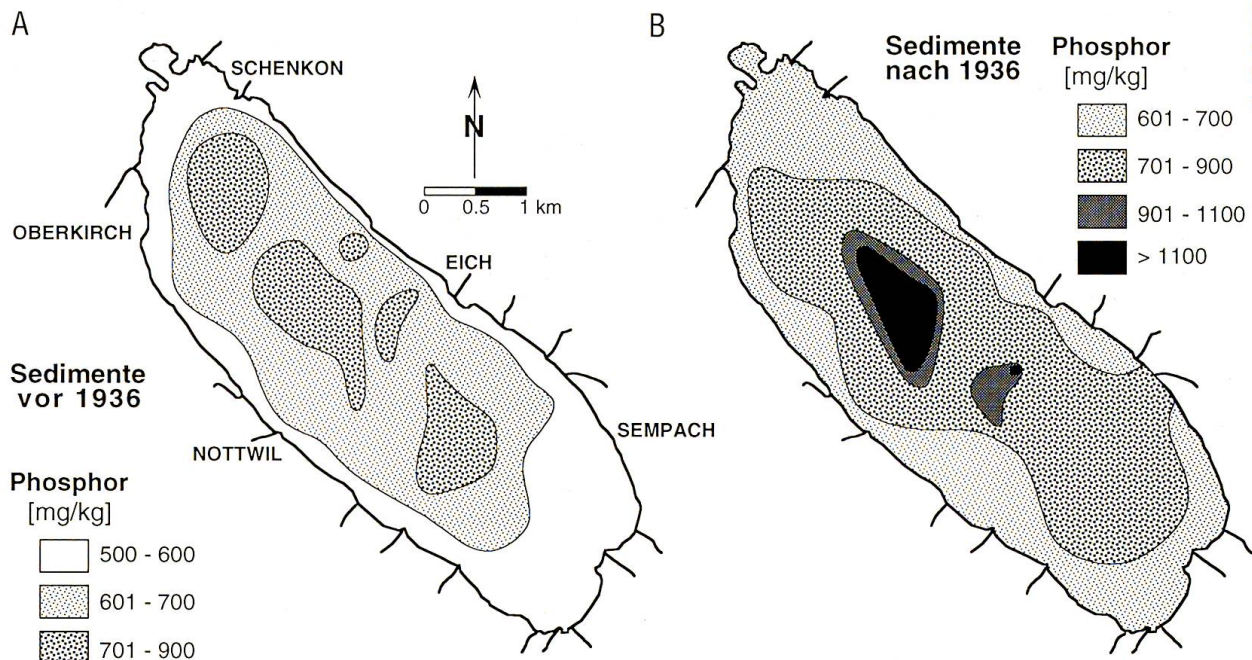 A
SCHENKON
N
0 0.5 1 km
OBERKIRCH
EICH
Sedimente
vor 1936
SEMPACH
NOTTWIL
Phosphor
[mg/kg]
500 - 600
601 - 700
701 - 900
B
Sedimente
nach 1936
Phosphor
[mg/kg]
601 - 700
701 - 900
901 - 1100
> 1100